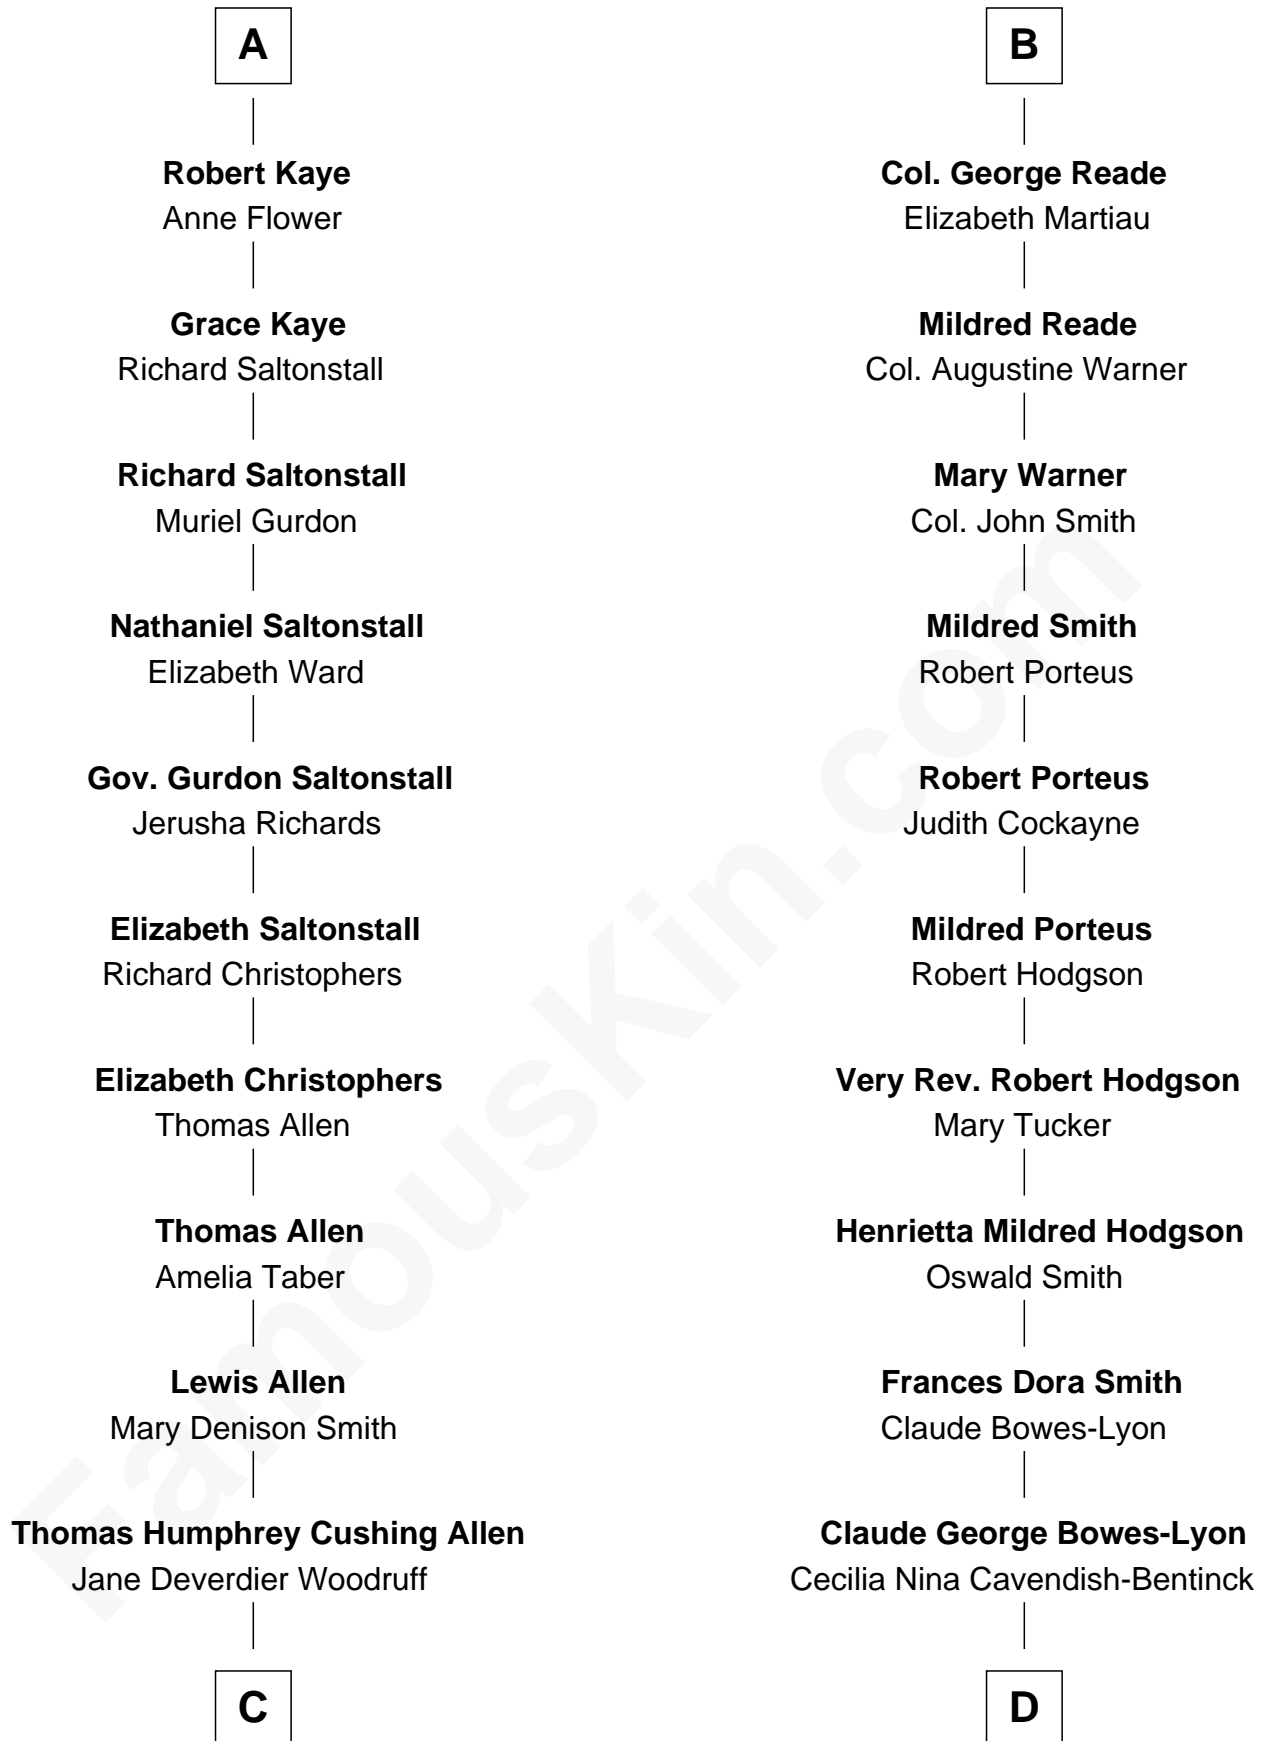 A
Robert Kaye
Anne Flower
Grace Kaye
Richard Saltonstall
Richard Saltonstall
Muriel Gurdon
Nathaniel Saltonstall
Elizabeth Ward
Gov. Gurdon Saltonstall
Jerusha Richards
Elizabeth Saltonstall
Richard Christophers
Elizabeth Christophers
Thomas Allen
Thomas Allen
Amelia Taber
Lewis Allen
Mary Denison Smith
Thomas Humphrey Cushing Allen
Jane Deverdier Woodruff
C
B
Col. George Reade
Elizabeth Martiau
Mildred Reade
Col. Augustine Warner
Mary Warner
Col. John Smith
Mildred Smith
Robert Porteus
Robert Porteus
Judith Cockayne
Mildred Porteus
Robert Hodgson
Very Rev. Robert Hodgson
Mary Tucker
Henrietta Mildred Hodgson
Oswald Smith
Frances Dora Smith
Claude Bowes-Lyon
Claude George Bowes-Lyon
Cecilia Nina Cavendish-Bentinck
D
FamousKin.com